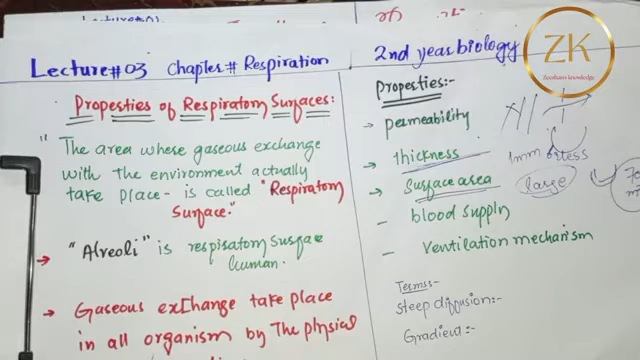 Lecture#03 Chapter# Respiration
Properties of Respiratory Surfaces:
"The area whose gaseous exchange
with the environment actually
take place - is called "Respiratory
Surface."
"Alveoli" is respiratory surface
human.
Gaseous exchange take place
in all organism by The physical
2nd year biology
Properties:-
permeability
thickness
1mm or less
Surface area
large
blood supply
ventilation mechanism
Terms:-
steep diffusion:-
Gradient:-
ZK
Zeesham knowledge